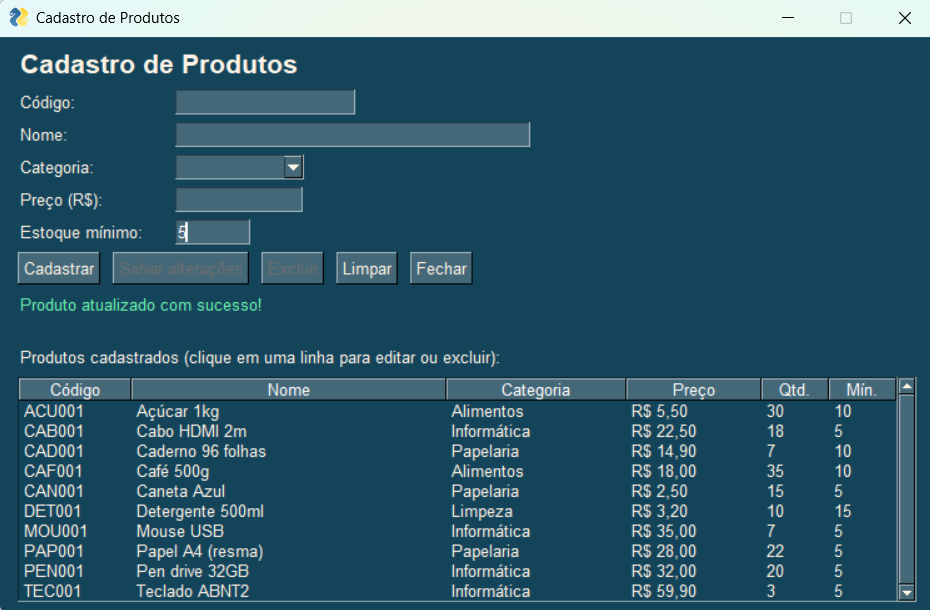 Cadastro de Produtos
Cadastro de Produtos
Código:
Nome:
Categoria:
Preço (R$):
Estoque mínimo: 5
Cadastrar Salvar alterações Excluir Limpar Fechar
Produto atualizado com sucesso!
Produtos cadastrados (clique em uma linha para editar ou excluir):
Código Nome Categoria Preço Qtd. Mín.
ACU001 Açúcar 1kg Alimentos R$ 5,50 30 10
CAB001 Cabo HDMI 2m Informática R$ 22,50 18 5
CAD001 Caderno 96 folhas Papelaria R$ 14,90 7 10
CAF001 Café 500g Alimentos R$ 18,00 35 10
CAN001 Caneta Azul Papelaria R$ 2,50 15 5
DET001 Detergente 500ml Limpeza R$ 3,20 10 15
MOU001 Mouse USB Informática R$ 35,00 7 5
PAP001 Papel A4 (resma) Papelaria R$ 28,00 22 5
PEN001 Pen drive 32GB Informática R$ 32,00 20 5
TEC001 Teclado ABNT2 Informática R$ 59,90 3 5